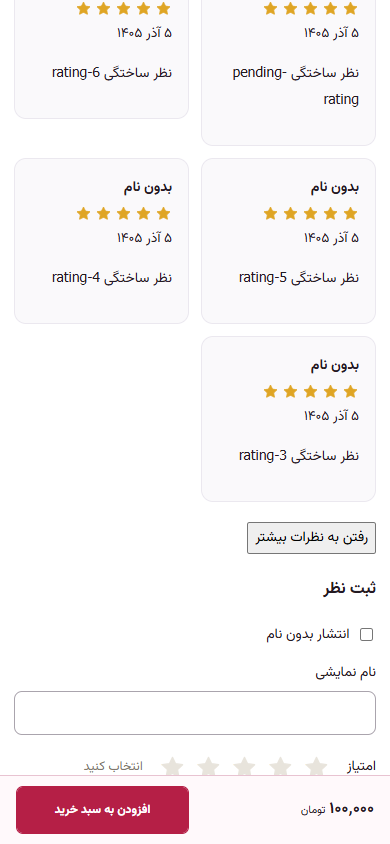 ۵ آذر ۱۴۰۵
نظر ساختگی pending-
rating
۵ آذر ۱۴۰۵
نظر ساختگی rating-6
بدون نام
۵ آذر ۱۴۰۵
نظر ساختگی rating-5
بدون نام
۵ آذر ۱۴۰۵
نظر ساختگی rating-4
بدون نام
۵ آذر ۱۴۰۵
نظر ساختگی rating-3
رفتن به نظرات بیشتر
ثبت نظر
انتشار بدون نام
نام نمایشی
امتیاز
انتخاب کنید
۱۰۰,۰۰۰ تومان
افزودن به سبد خرید